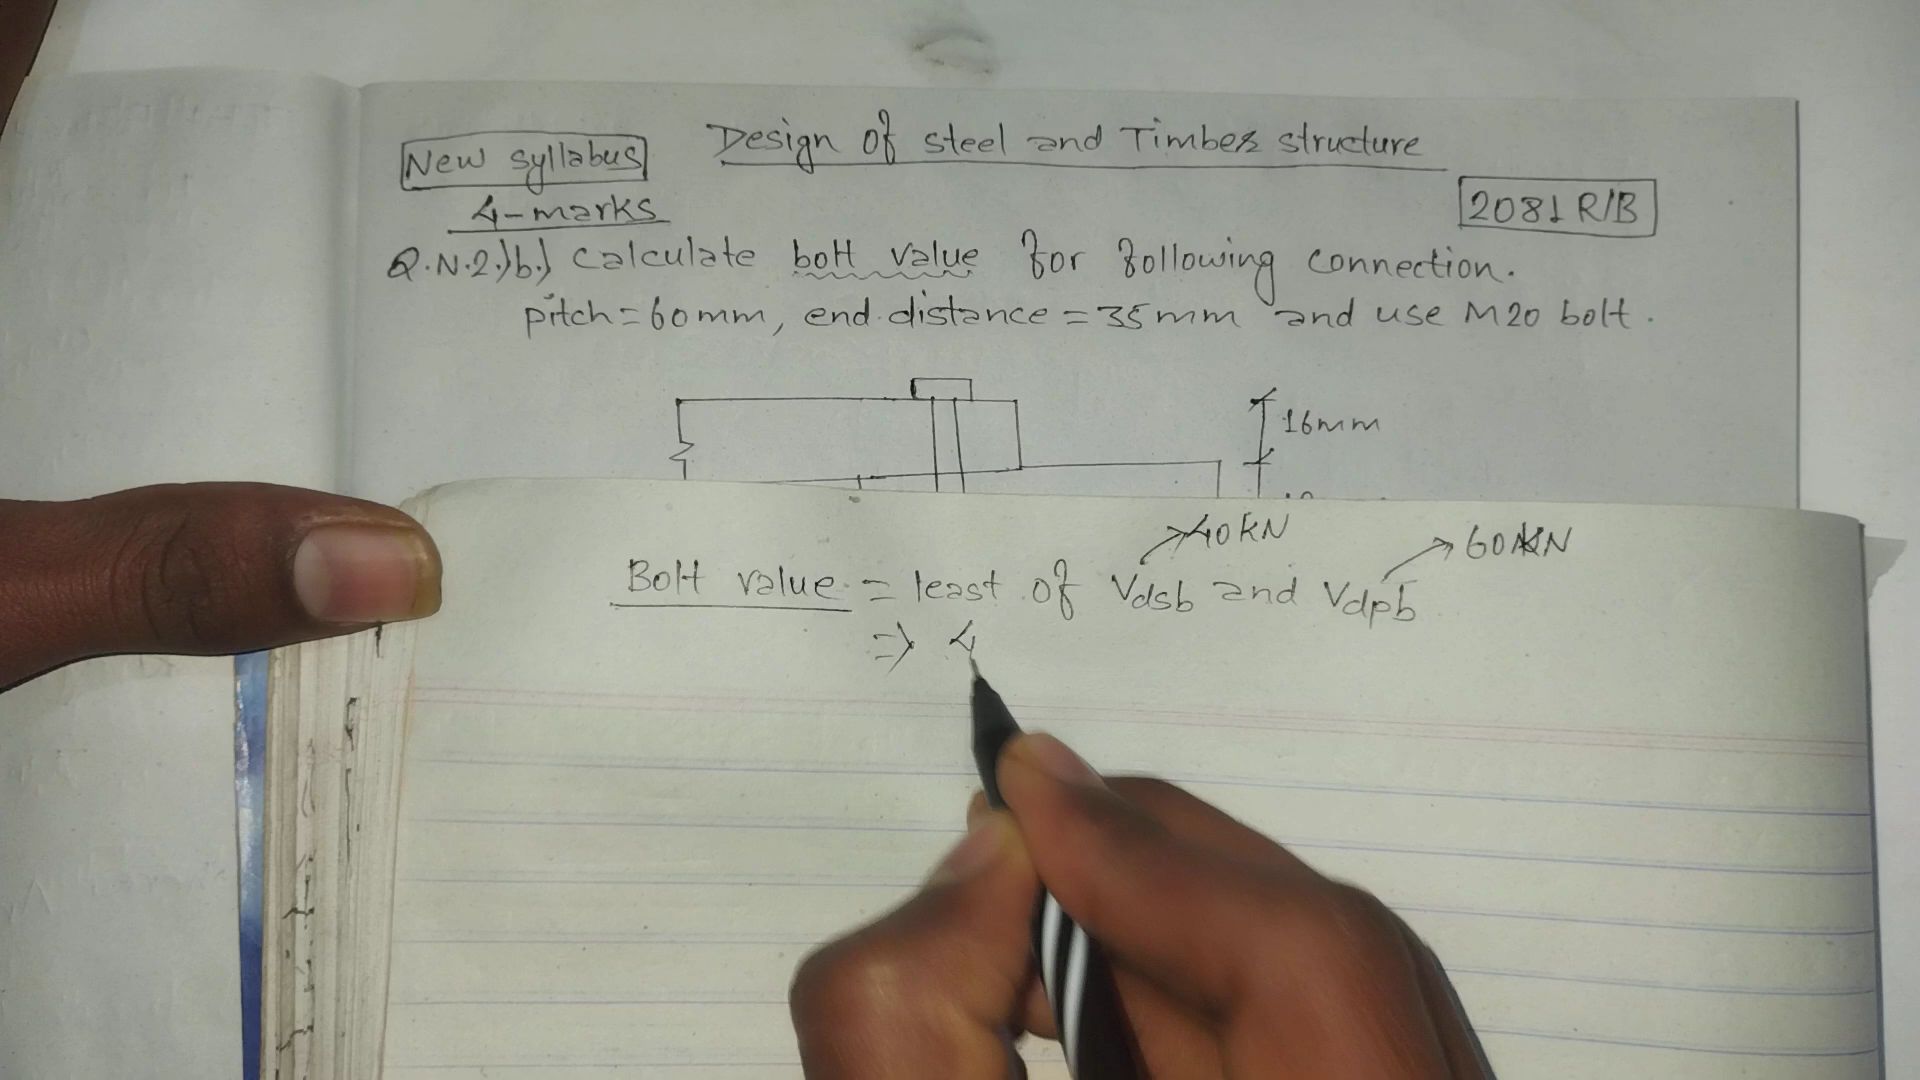 New syllabus
Design of steel and Timber structure
4-marks
2081 R/B
Q.N.2.)b.) Calculate bolt value for following connection.
pitch=60mm, end distance = 35mm and use M20 bolt.
16mm
40KN
60KN
Bolt value = least of Vdsb and Vdpb
=> 4